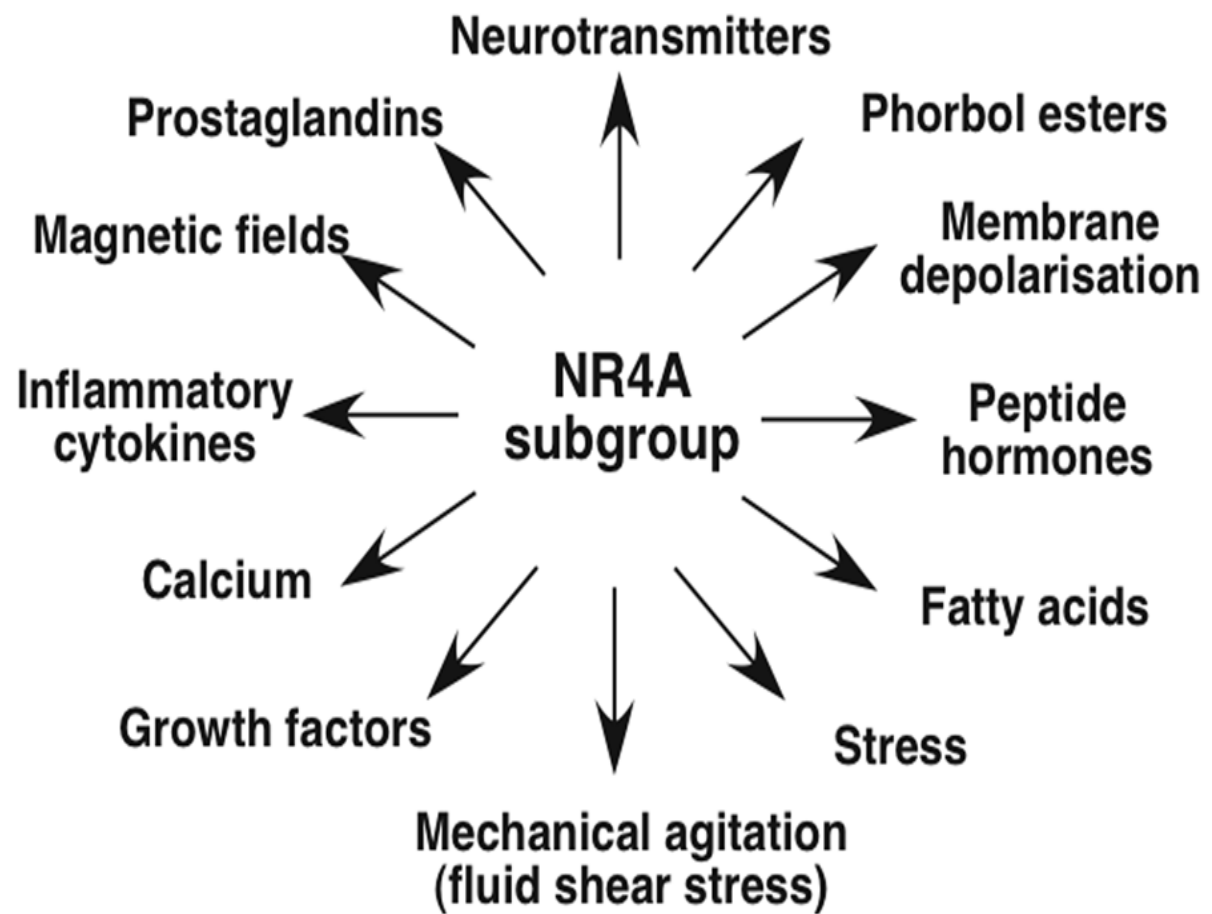 Neurotransmitters
Prostaglandins
Phorbol esters
Magnetic fields
Membrane
depolarisation
Inflammatory
cytokines
NR4A
subgroup
Peptide
hormones
Calcium
Fatty acids
Growth factors
Stress
Mechanical agitation
(fluid shear stress)